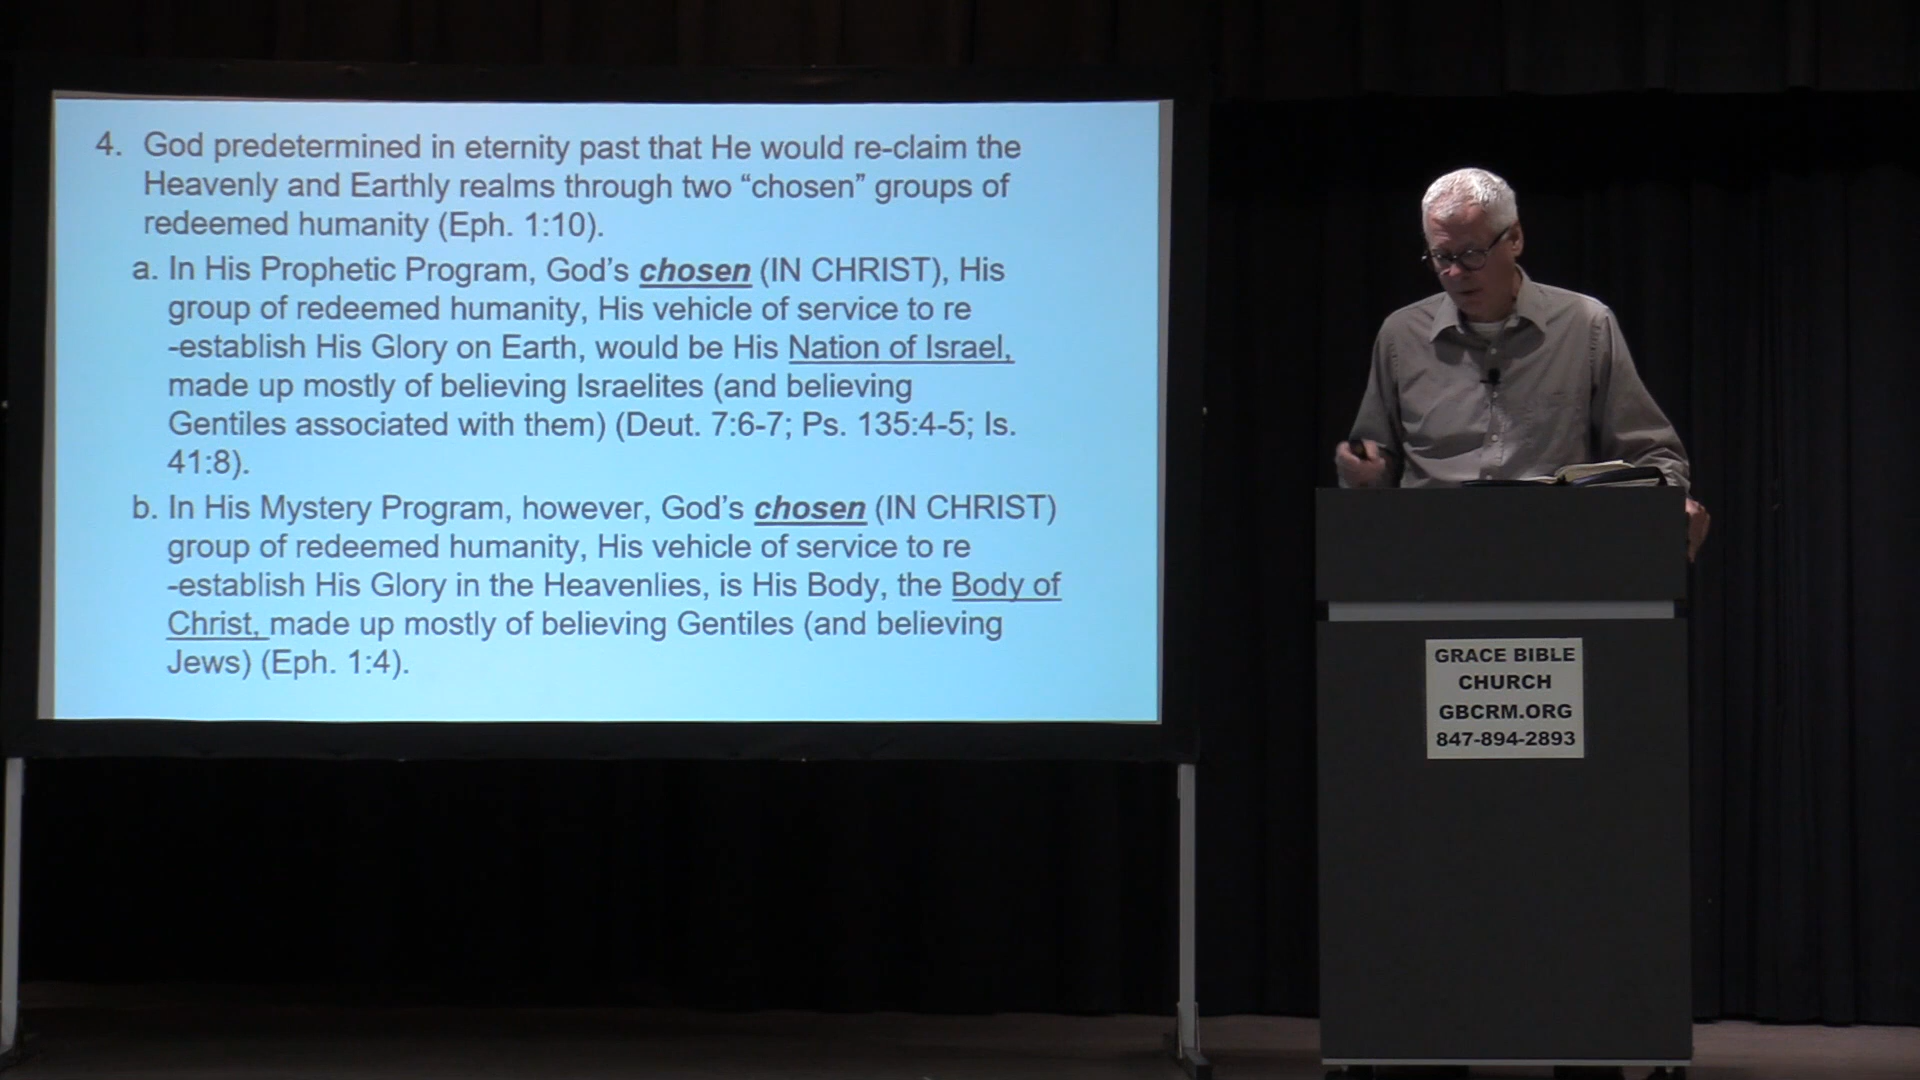 4. God predetermined in eternity past that He would re-claim the
Heavenly and Earthly realms through two “chosen” groups of
redeemed humanity (Eph. 1:10).
a. In His Prophetic Program, God’s chosen (IN CHRIST), His
group of redeemed humanity, His vehicle of service to re
-establish His Glory on Earth, would be His Nation of Israel,
made up mostly of believing Israelites (and believing
Gentiles associated with them) (Deut. 7:6-7; Ps. 135:4-5; Is.
41:8).
b. In His Mystery Program, however, God’s chosen (IN CHRIST)
group of redeemed humanity, His vehicle of service to re
-establish His Glory in the Heavenlies, is His Body, the Body of
Christ, made up mostly of believing Gentiles (and believing
Jews) (Eph. 1:4).
GRACE BIBLE
CHURCH
GBCRM.ORG
847-894-2893